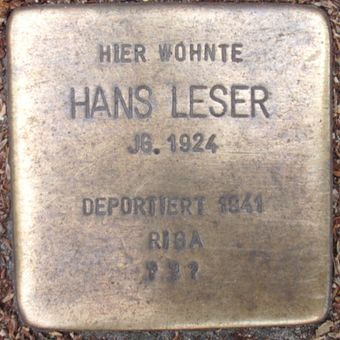 HIER WOHNTE
HANS LESER
JG. 1924
DEPORTIERT 1941
RIGA
? ? ?